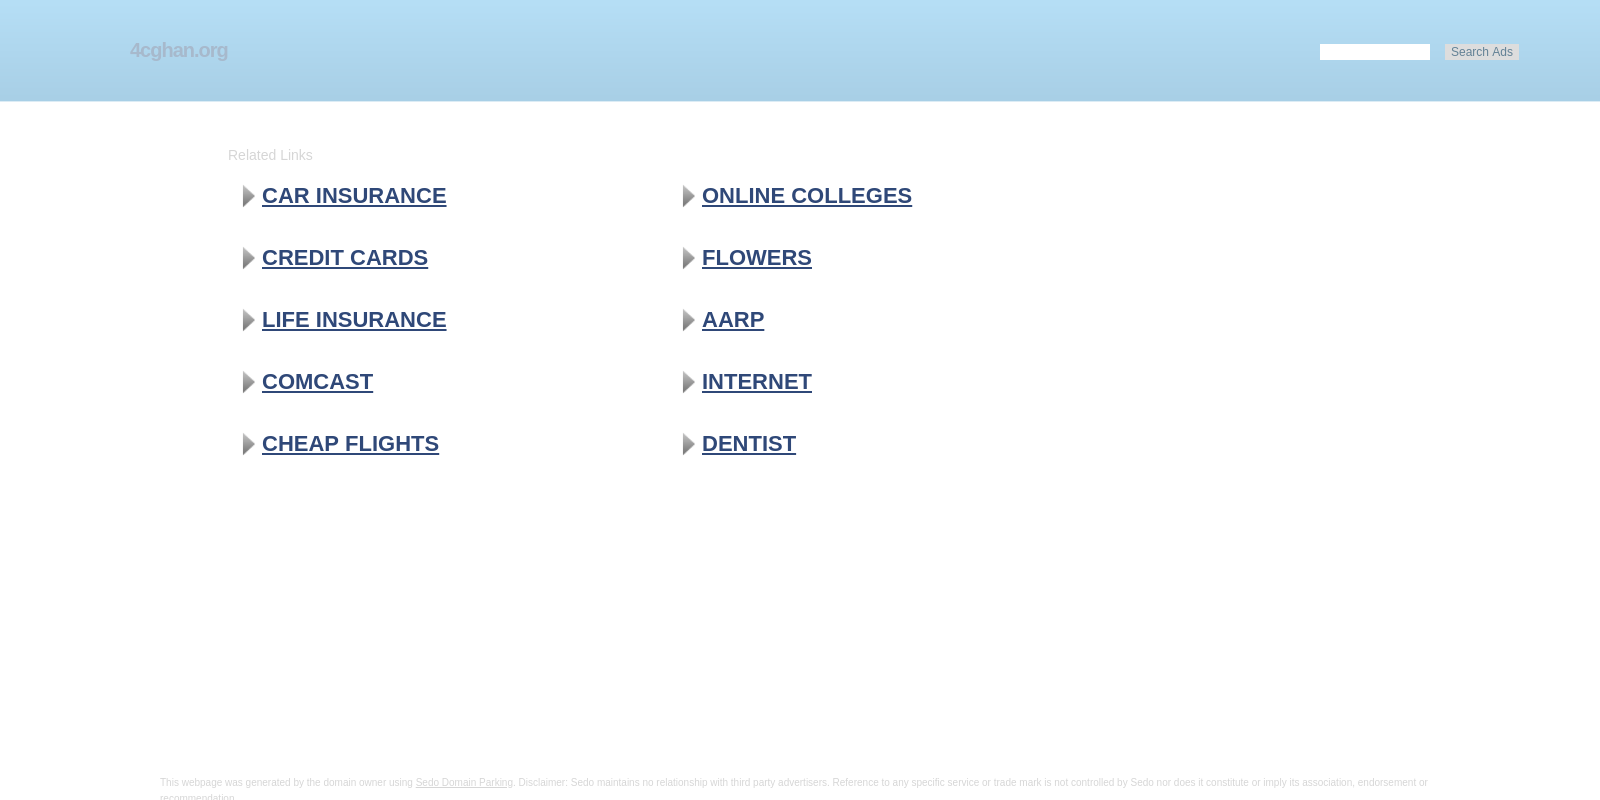 4cghan.org
Search Ads
Related Links
CAR INSURANCE
ONLINE COLLEGES
CREDIT CARDS
FLOWERS
LIFE INSURANCE
AARP
COMCAST
INTERNET
CHEAP FLIGHTS
DENTIST
This webpage was generated by the domain owner using Sedo Domain Parking. Disclaimer: Sedo maintains no relationship with third party advertisers. Reference to any specific service or trade mark is not controlled by Sedo nor does it constitute or imply its association, endorsement or
recommendation.